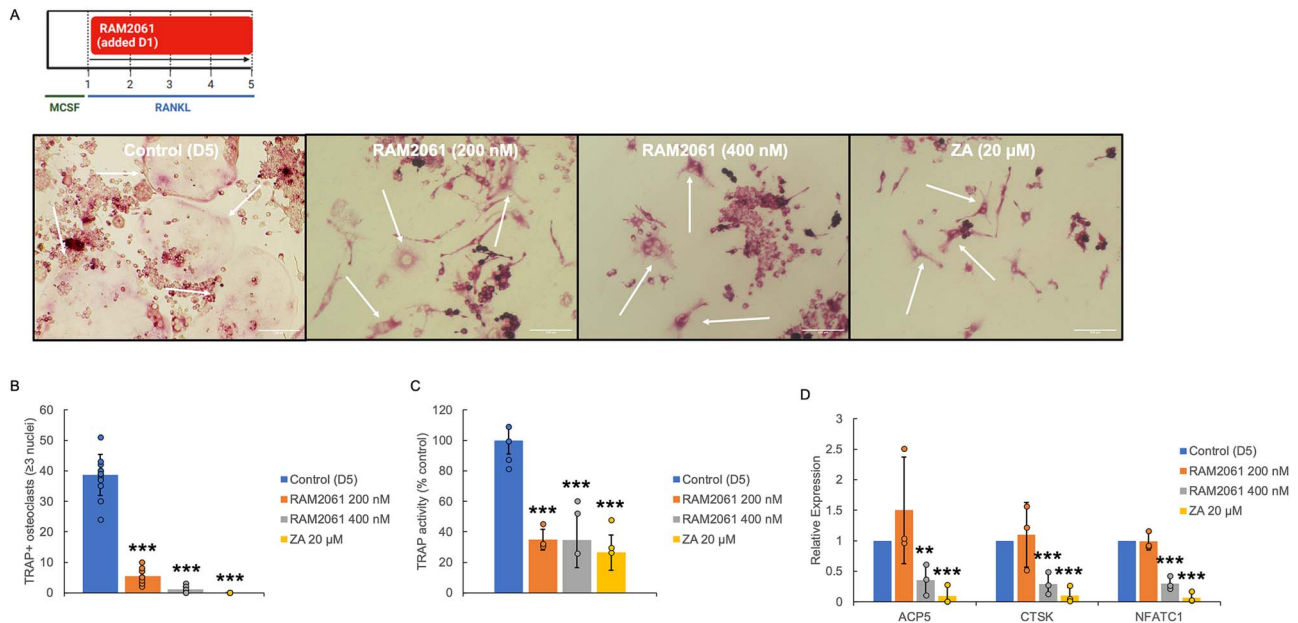 A
RAM2061
(added D1)
1 2 3 4 5
MCSF RANKL
Control (D5) RAM2061 (200 nM) RAM2061 (400 nM) ZA (20 µM)
B
TRAP+ osteoclasts (≥3 nuclei)
60
50
40
30
20
10
0
***
***
***
Control (D5)
RAM2061 200 nM
RAM2061 400 nM
ZA 20 µM
C
TRAP activity (% control)
120
100
80
60
40
20
0
***
***
***
Control (D5)
RAM2061 200 nM
RAM2061 400 nM
ZA 20 µM
D
Relative Expression
3
2.5
2
1.5
1
0.5
0
**
***
***
***
***
***
ACP5 CTSK NFATC1
Control (D5)
RAM2061 200 nM
RAM2061 400 nM
ZA 20 µM